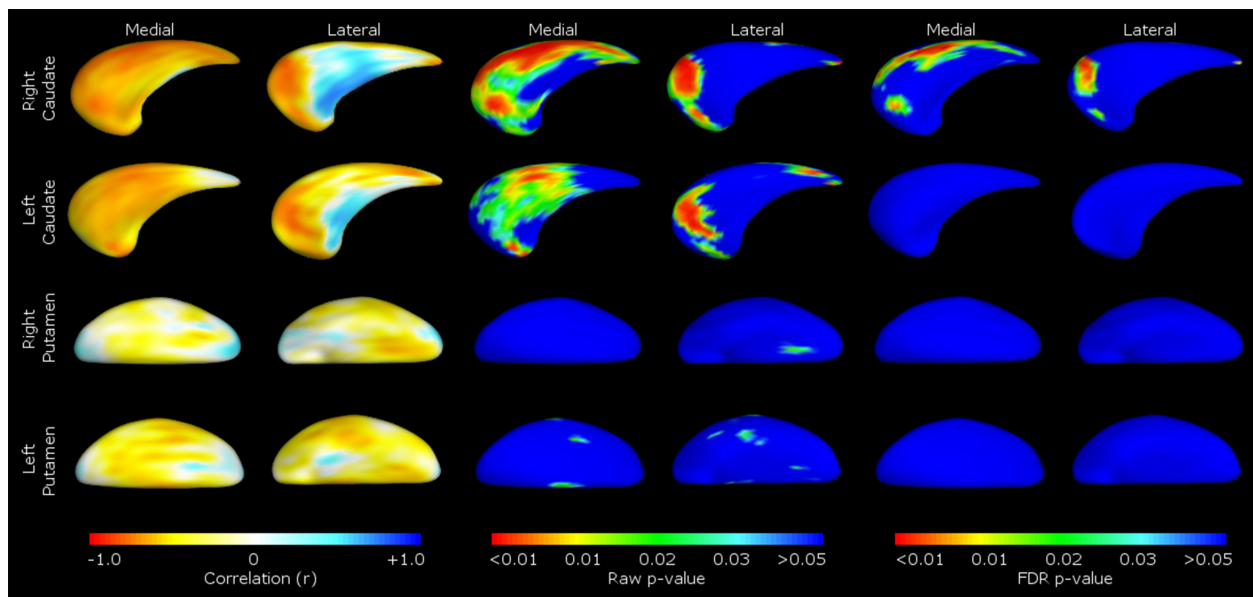 Medial Lateral Medial Lateral Medial Lateral
Right
Caudate
Left
Caudate
Right
Putamen
Left
Putamen
-1.0 0 +1.0 <0.01 0.01 0.02 0.03 >0.05 <0.01 0.01 0.02 0.03 >0.05
Correlation (r) Raw p-value FDR p-value